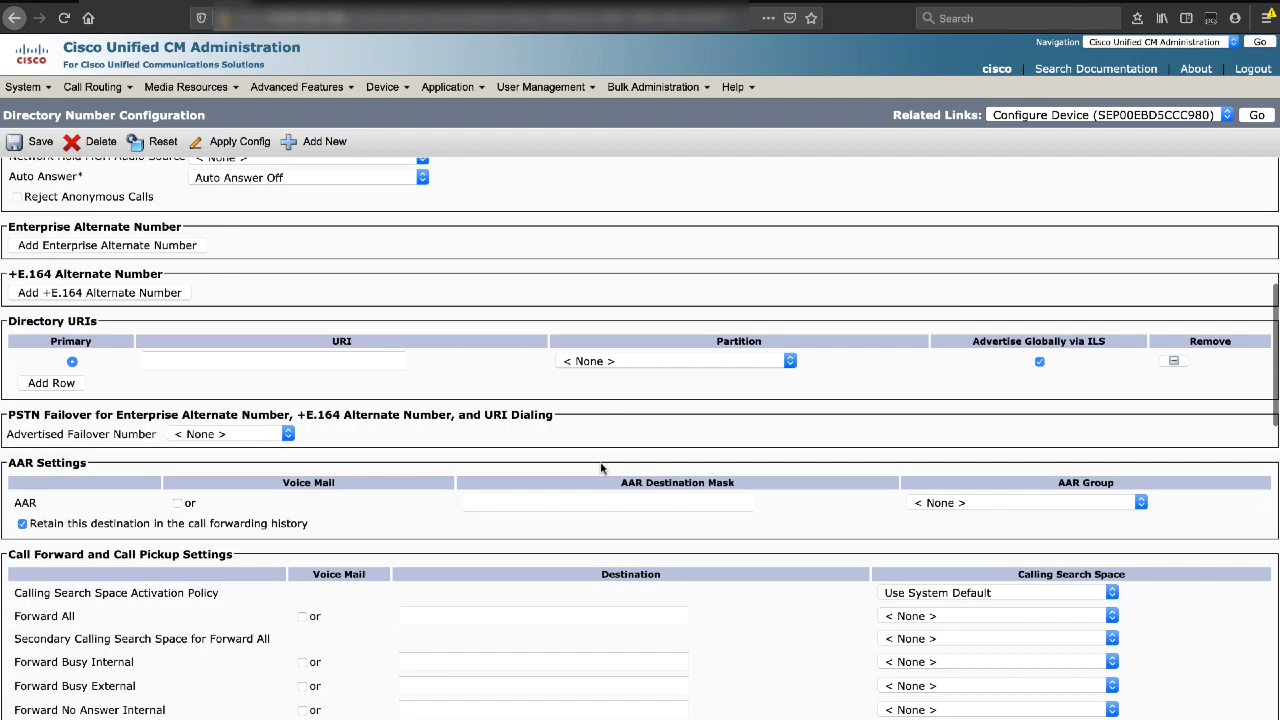 Search
CISCO
Cisco Unified CM Administration
For Cisco Unified Communications Solutions
Navigation Cisco Unified CM Administration Go
cisco | Search Documentation | About | Logout
System Call Routing Media Resources Advanced Features Device Application User Management Bulk Administration Help
Directory Number Configuration Related Links: Configure Device (SEP00EBD5CCC980) Go
Save Delete Reset Apply Config Add New
Network Hold MOH Audio Source < None >
Auto Answer* Auto Answer Off
Reject Anonymous Calls
Enterprise Alternate Number
Add Enterprise Alternate Number
+E.164 Alternate Number
Add +E.164 Alternate Number
Directory URIs
Primary URI Partition Advertise Globally via ILS Remove
< None >
Add Row
PSTN Failover for Enterprise Alternate Number, +E.164 Alternate Number, and URI Dialing
Advertised Failover Number < None >
AAR Settings
Voice Mail AAR Destination Mask AAR Group
AAR or < None >
Retain this destination in the call forwarding history
Call Forward and Call Pickup Settings
Voice Mail Destination Calling Search Space
Calling Search Space Activation Policy Use System Default
Forward All or < None >
Secondary Calling Search Space for Forward All < None >
Forward Busy Internal or < None >
Forward Busy External or < None >
Forward No Answer Internal or < None >